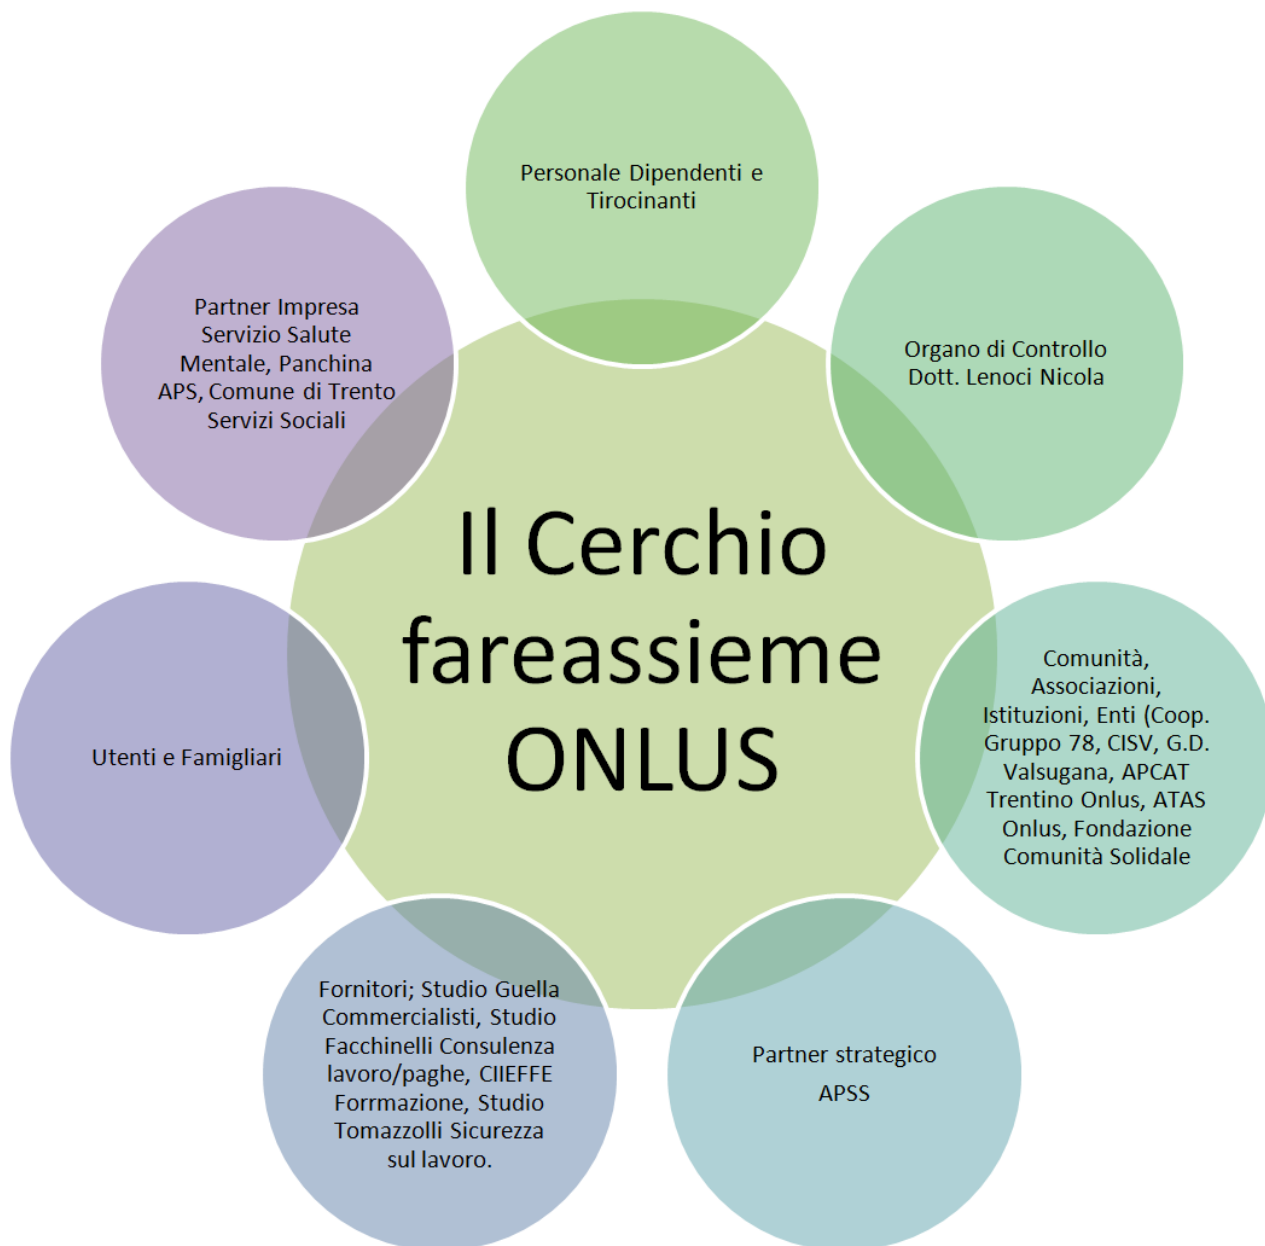 Personale Dipendenti e
Tirocinanti
Partner Impresa
Servizio Salute
Mentale, Panchina
APS, Comune di Trento
Servizi Sociali
Organo di Controllo
Dott. Lenoci Nicola
Il Cerchio
fareassieme
ONLUS
Comunità,
Associazioni,
Istituzioni, Enti (Coop.
Gruppo 78, CISV, G.D.
Valsugana, APCAT
Trentino Onlus, ATAS
Onlus, Fondazione
Comunità Solidale
Utenti e Famigliari
Fornitori; Studio Guella
Commercialisti, Studio
Facchinelli Consulenza
lavoro/paghe, CIIEFFE
Forrmazione, Studio
Tomazzolli Sicurezza
sul lavoro.
Partner strategico
APSS